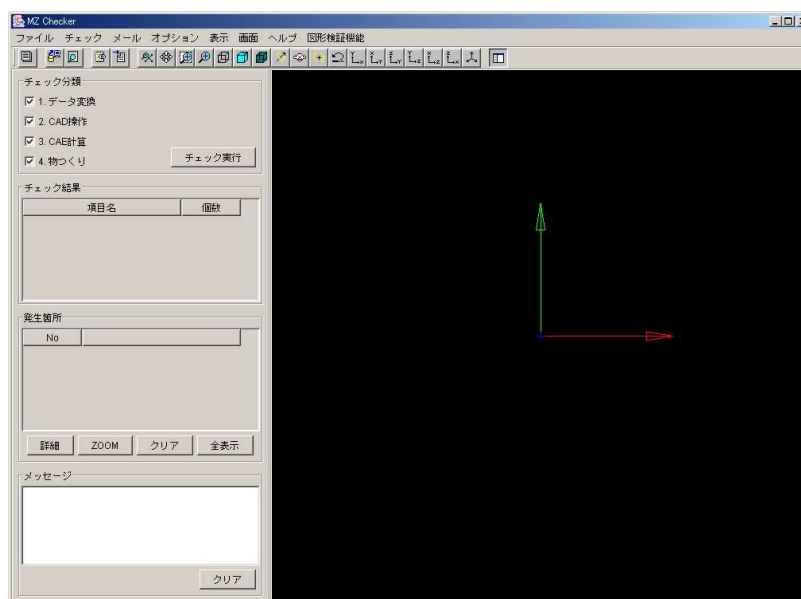 MZ Checker
ファイル チェック メール オプション 表示 画面 ヘルプ 図形検証機能
チェック分類
1. データ変換
2. CAD操作
3. CAE計算
4. 物つくり
チェック実行
チェック結果
項目名 個数
発生箇所
No
詳細 ZOOM クリア 全表示
メッセージ
クリア